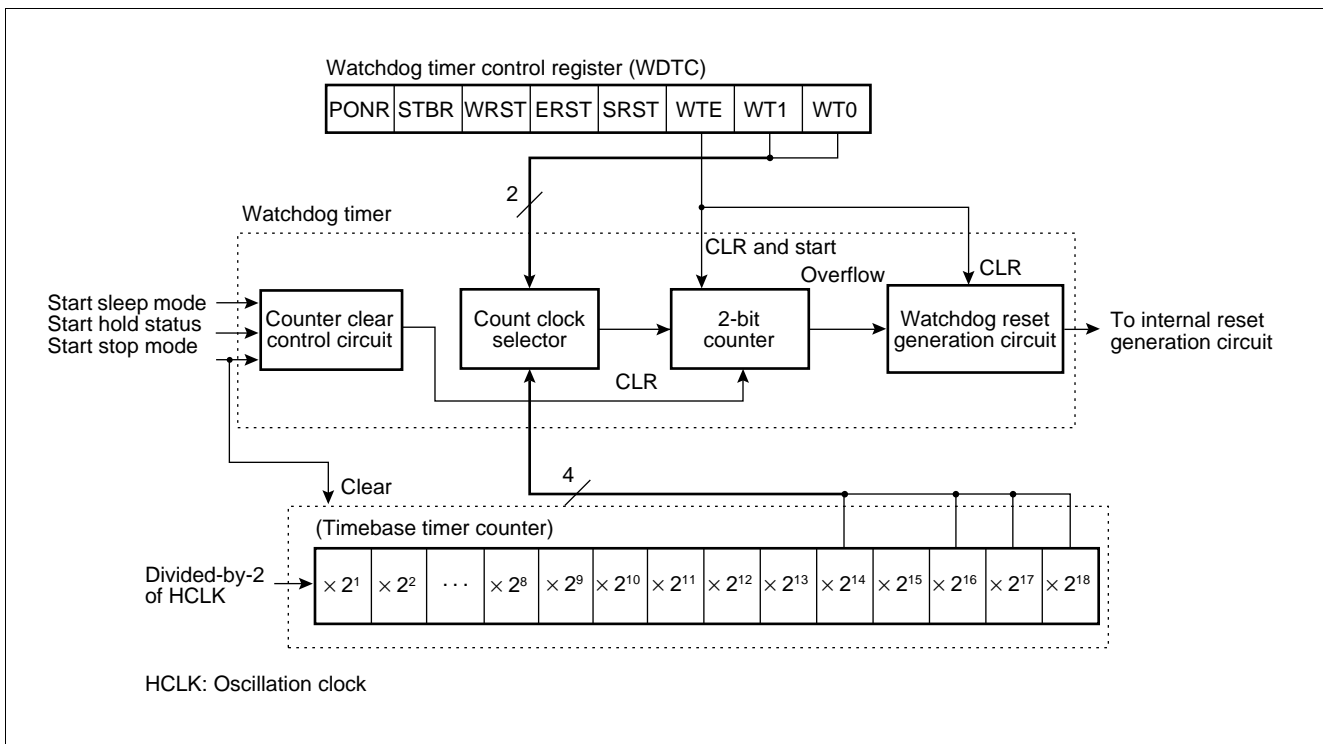 Watchdog timer control register (WDTC)
PONR STBR WRST ERST SRST WTE WT1 WT0
2
Watchdog timer
CLR and start
Overflow
CLR
Start sleep mode
Start hold status
Start stop mode
Counter clear
control circuit
Count clock
selector
2-bit
counter
Watchdog reset
generation circuit
To internal reset
generation circuit
CLR
4
Clear
(Timebase timer counter)
Divided-by-2
of HCLK
× 2¹ × 2² ··· × 2⁸ × 2⁹ × 2¹⁰ × 2¹¹ × 2¹² × 2¹³ × 2¹⁴ × 2¹⁵ × 2¹⁶ × 2¹⁷ × 2¹⁸
HCLK: Oscillation clock